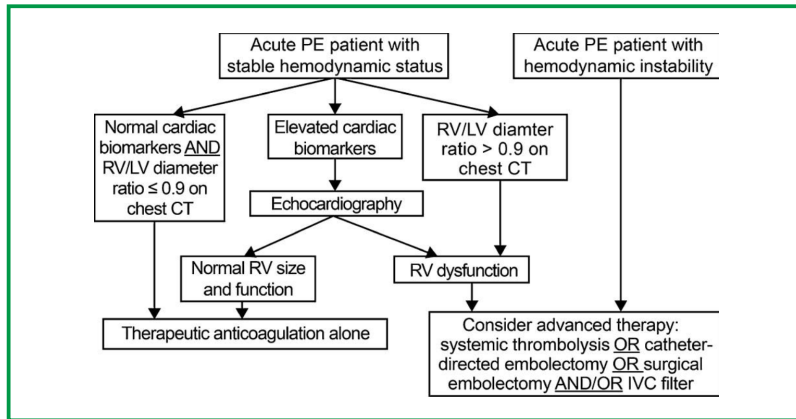 Acute PE patient with
stable hemodynamic status
Acute PE patient with
hemodynamic instability
Normal cardiac
biomarkers AND
RV/LV diameter
ratio ≤ 0.9 on
chest CT
Elevated cardiac
biomarkers
RV/LV diamter
ratio > 0.9 on
chest CT
Echocardiography
Normal RV size
and function
RV dysfunction
Therapeutic anticoagulation alone
Consider advanced therapy:
systemic thrombolysis OR catheter-
directed embolectomy OR surgical
embolectomy AND/OR IVC filter